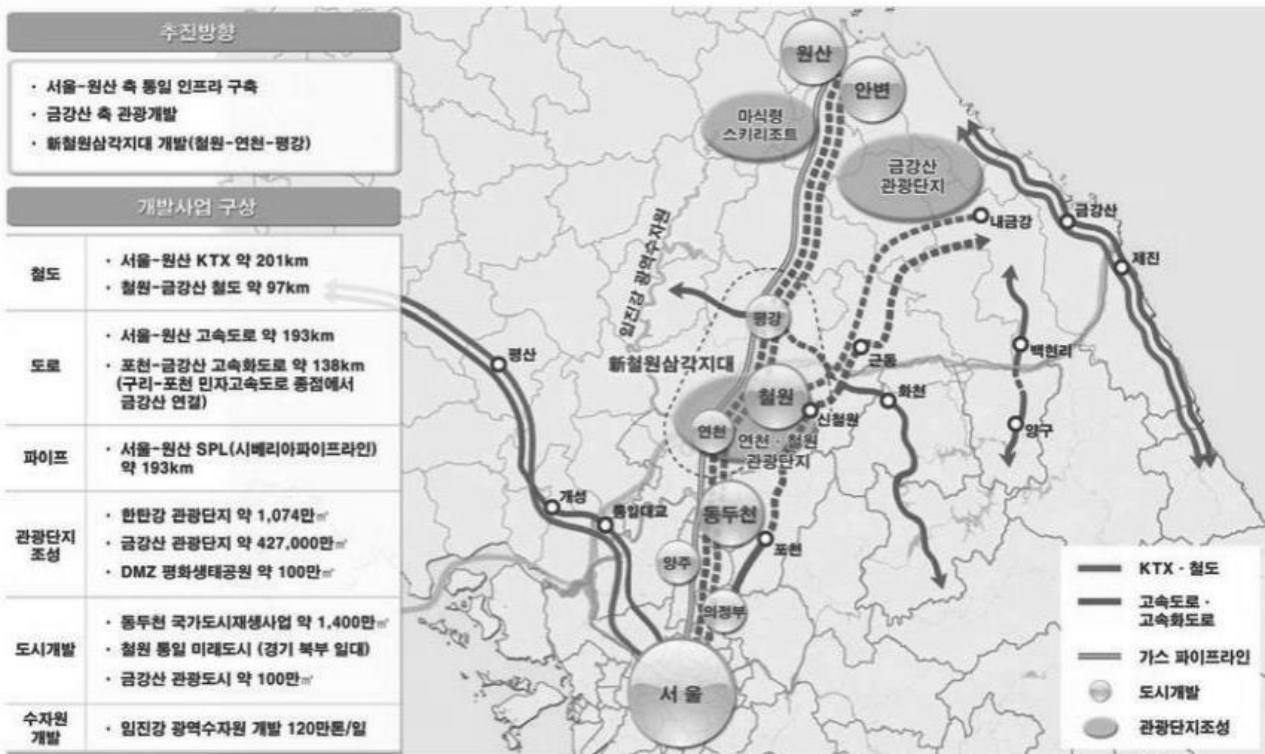 추진방향
· 서울-원산 축 통일 인프라 구축
· 금강산 축 관광개발
· 新철원삼각지대 개발(철원-연천-평강)
개발사업 구상
철도
· 서울-원산 KTX 약 201km
· 철원-금강산 철도 약 97km
도로
· 서울-원산 고속도로 약 193km
· 포천-금강산 고속화도로 약 138km
(구리-포천 민자고속도로 종점에서
금강산 연결)
파이프
· 서울-원산 SPL(시베리아파이프라인)
약 193km
관광단지
조성
· 한탄강 관광단지 약 1,074만㎡
· 금강산 관광단지 약 427,000만㎡
· DMZ 평화생태공원 약 100만㎡
도시개발
· 동두천 국가도시재생사업 약 1,400만㎡
· 철원 통일 미래도시 (경기 북부 일대)
· 금강산 관광도시 약 100만㎡
수자원
개발
· 임진강 광역수자원 개발 120만톤/일
원산
안변
마식령
스키리조트
금강산
관광단지
내금강
금강산
제진
임진강 광역수자원
평강
평산
新철원삼각지대
근동
백현리
철원
화천
신철원
양구
연천
연천·철원
관광단지
개성
통일대교
동두천
포천
양주
의정부
서울
KTX · 철도
고속도로 ·
고속화도로
가스 파이프라인
도시개발
관광단지조성